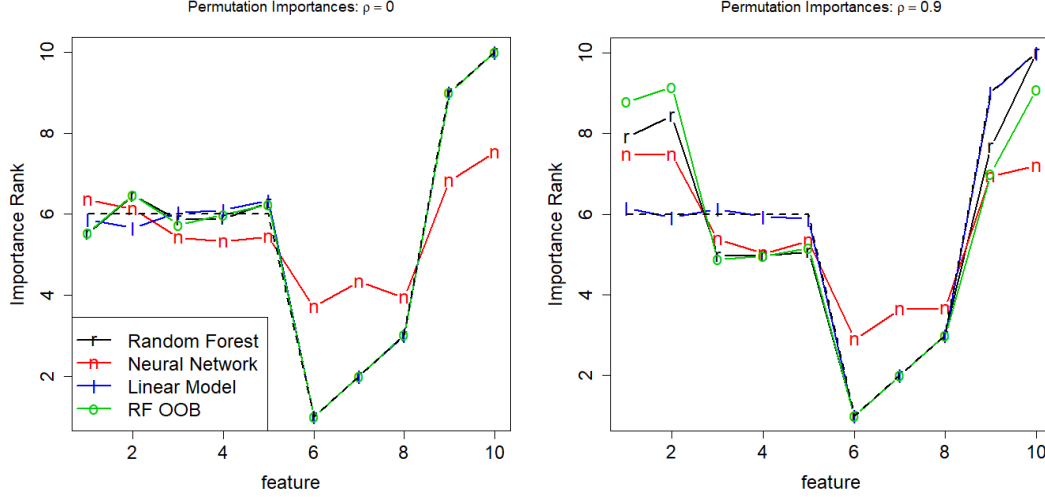 Permutation Importances: ρ = 0
Importance Rank
10
8
6
4
2
r Random Forest
n Neural Network
l Linear Model
o RF OOB
2 4 6 8 10
feature
Permutation Importances: ρ = 0.9
Importance Rank
10
8
6
4
2
2 4 6 8 10
feature